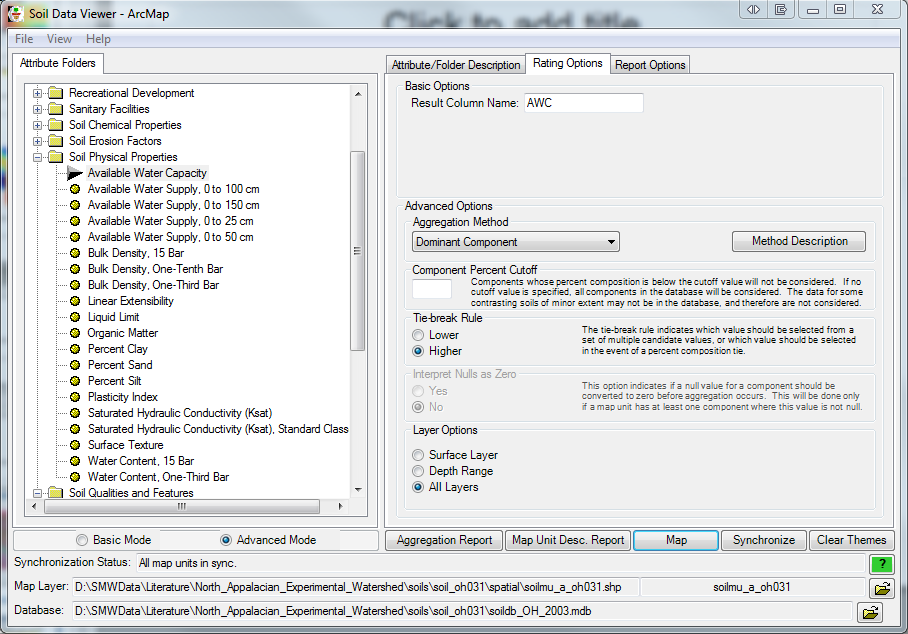 Soil Data Viewer - ArcMap
Click to add title
File View Help
Attribute Folders
Recreational Development
Sanitary Facilities
Soil Chemical Properties
Soil Erosion Factors
Soil Physical Properties
Available Water Capacity
Available Water Supply, 0 to 100 cm
Available Water Supply, 0 to 150 cm
Available Water Supply, 0 to 25 cm
Available Water Supply, 0 to 50 cm
Bulk Density, 15 Bar
Bulk Density, One-Tenth Bar
Bulk Density, One-Third Bar
Linear Extensibility
Liquid Limit
Organic Matter
Percent Clay
Percent Sand
Percent Silt
Plasticity Index
Saturated Hydraulic Conductivity (Ksat)
Saturated Hydraulic Conductivity (Ksat), Standard Class
Surface Texture
Water Content, 15 Bar
Water Content, One-Third Bar
Soil Qualities and Features
Basic Mode Advanced Mode
Attribute/Folder Description Rating Options Report Options
Basic Options
Result Column Name: AWC
Advanced Options
Aggregation Method
Dominant Component Method Description
Component Percent Cutoff
Components whose percent composition is below the cutoff value will not be considered. If no
cutoff value is specified, all components in the database will be considered. The data for some
contrasting soils of minor extent may not be in the database, and therefore are not considered.
Tie-break Rule
Lower
Higher
The tie-break rule indicates which value should be selected from a
set of multiple candidate values, or which value should be selected
in the event of a percent composition tie.
Interpret Nulls as Zero
Yes
No
This option indicates if a null value for a component should be
converted to zero before aggregation occurs. This will be done only
if a map unit has at least one component where this value is not null.
Layer Options
Surface Layer
Depth Range
All Layers
Aggregation Report Map Unit Desc. Report Map Synchronize Clear Themes
Synchronization Status: All map units in sync. ?
Map Layer: D:\SMWData\Literature\North_Appalacian_Experimental_Watershed\soils\soil_oh031\spatial\soilmu_a_oh031.shp soilmu_a_oh031
Database: D:\SMWData\Literature\North_Appalacian_Experimental_Watershed\soils\soil_oh031\soildb_OH_2003.mdb